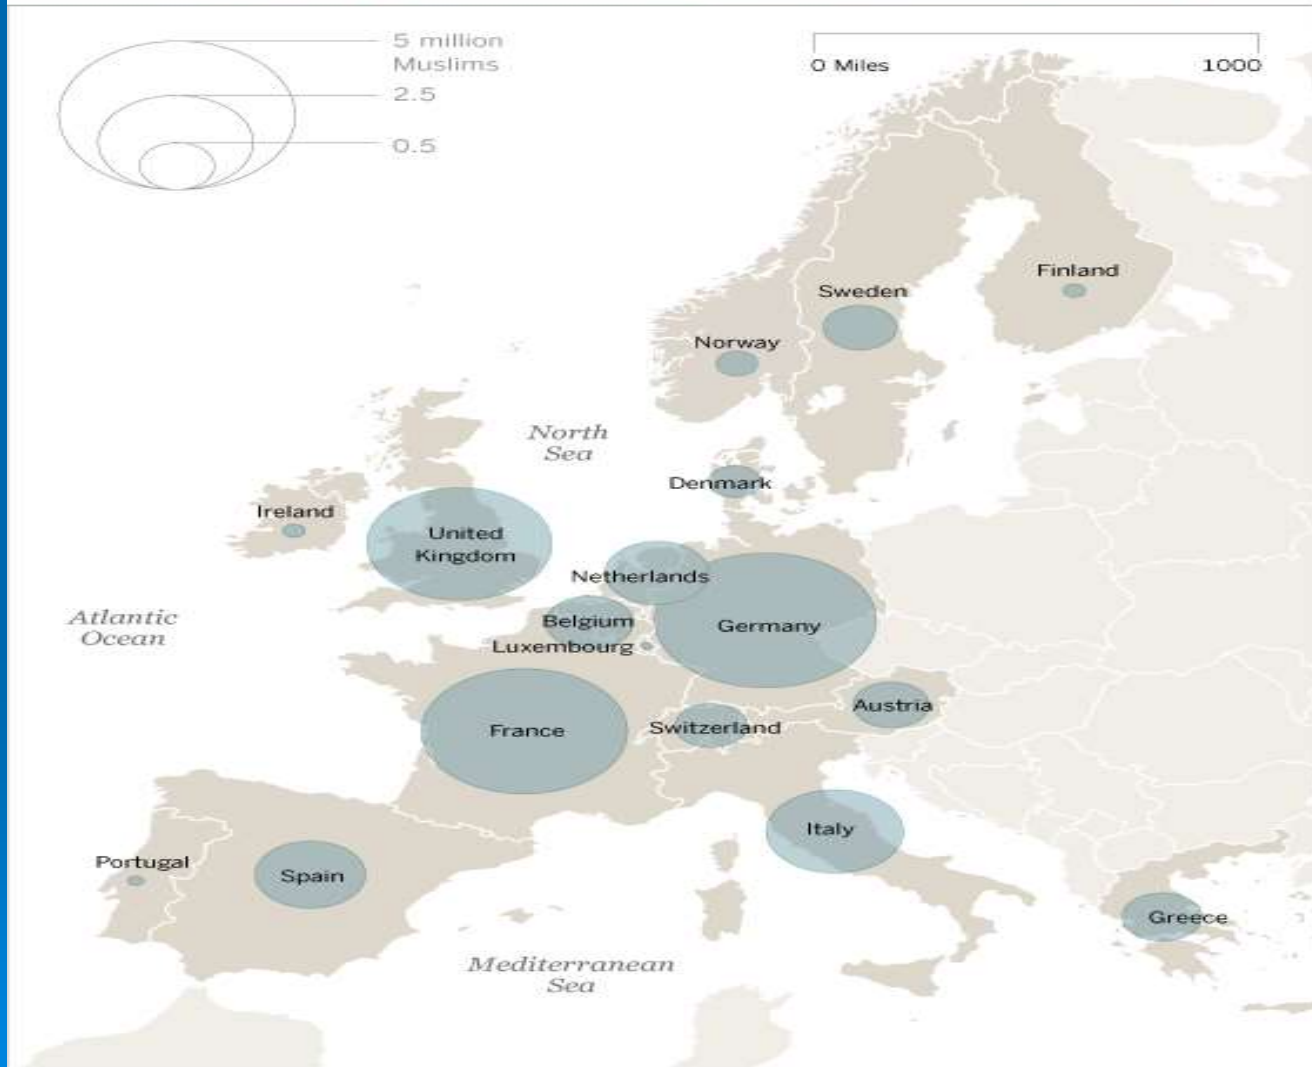 5 million
Muslims
2.5
0.5
0 Miles 1000
Finland
Sweden
Norway
North
Sea
Denmark
Ireland
United
Kingdom
Netherlands
Atlantic
Ocean
Belgium
Germany
Luxembourg
Austria
Switzerland
France
Italy
Portugal
Spain
Greece
Mediterranean
Sea